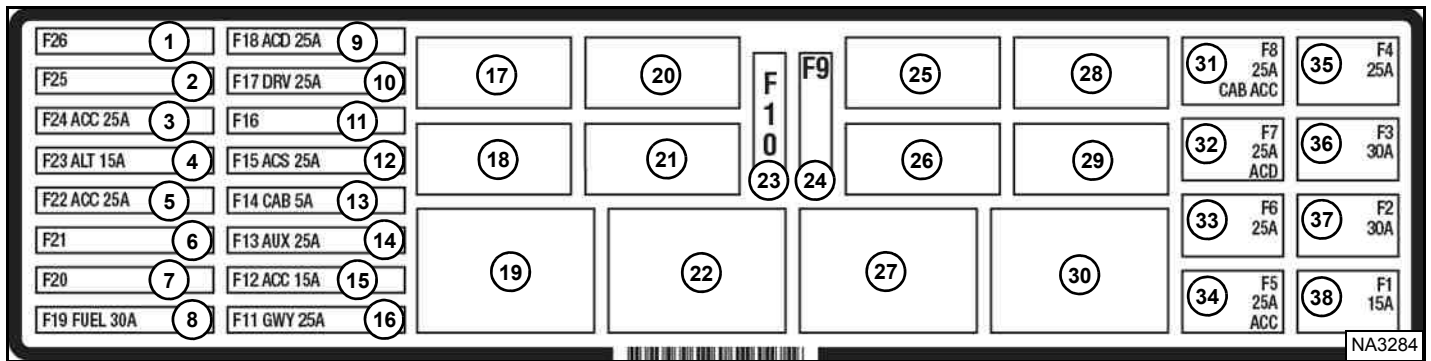 F26 1
F25 2
F24 ACC 25A 3
F23 ALT 15A 4
F22 ACC 25A 5
F21 6
F20 7
F19 FUEL 30A 8
F18 ACD 25A 9
F17 DRV 25A 10
F16 11
F15 ACS 25A 12
F14 CAB 5A 13
F13 AUX 25A 14
F12 ACC 15A 15
F11 GWY 25A 16
17
18
19
20
21
22
F10
23
F9
24
25
26
27
28
29
30
31 F8
25A
CAB ACC
32 F7
25A
ACD
33 F6
25A
34 F5
25A
ACC
35 F4
25A
36 F3
30A
37 F2
30A
38 F1
15A
NA3284